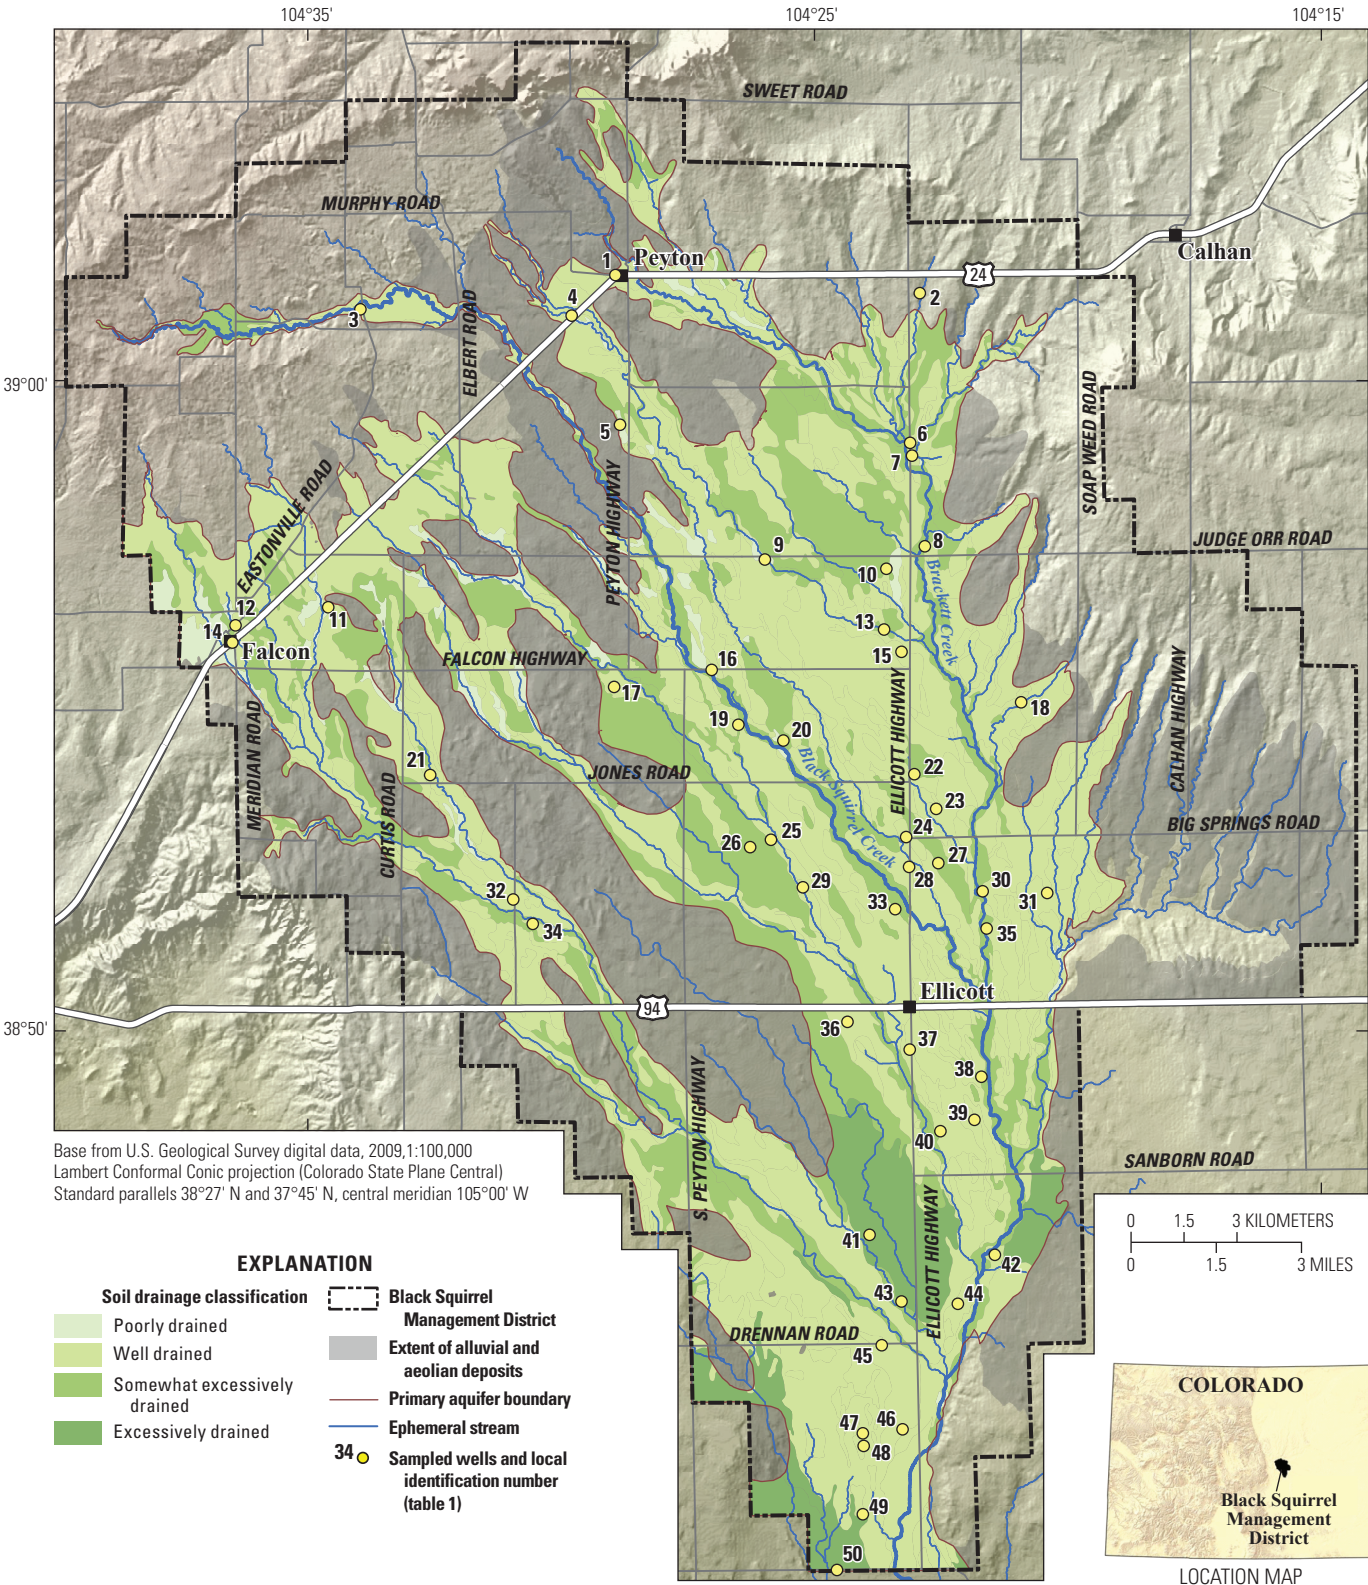 104°35'
104°25'
104°15'
SWEET ROAD
MURPHY ROAD
Calhan
1
Peyton
24
2
4
3
ELBERT ROAD
39°00'
SOAP WEED ROAD
5
6
7
EASTONVILLE ROAD
PEYTON HIGHWAY
JUDGE ORR ROAD
9
8
10
Brackett Creek
12
11
13
14
Falcon
15
FALCON HIGHWAY
16
17
ELLICOTT HIGHWAY
CALHAN HIGHWAY
18
19
20
MERIDIAN ROAD
21
JONES ROAD
Black Squirrel Creek
22
CURTIS ROAD
23
24
BIG SPRINGS ROAD
26
25
27
28
29
30
31
32
33
34
35
Ellicott
94
38°50'
36
37
38
S. PEYTON HIGHWAY
39
40
SANBORN ROAD
41
ELLICOTT HIGHWAY
42
43
44
DRENNAN ROAD
45
47
46
48
49
50
Base from U.S. Geological Survey digital data, 2009,1:100,000
Lambert Conformal Conic projection (Colorado State Plane Central)
Standard parallels 38°27' N and 37°45' N, central meridian 105°00' W
0 1.5 3 KILOMETERS
0 1.5 3 MILES
EXPLANATION
Soil drainage classification
Poorly drained
Well drained
Somewhat excessively
drained
Excessively drained
Black Squirrel
Management District
Extent of alluvial and
aeolian deposits
Primary aquifer boundary
Ephemeral stream
34
Sampled wells and local
identification number
(table 1)
COLORADO
Black Squirrel
Management
District
LOCATION MAP